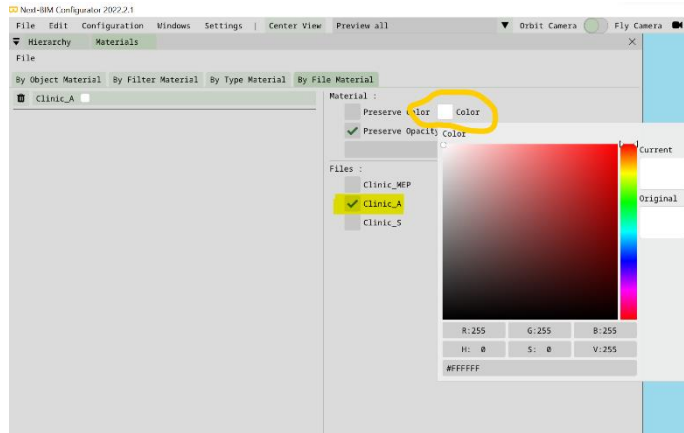 Next-BIM Configurator 2022.2.1
File Edit Configuration Windows Settings | Center View Preview all ▼ Orbit Camera Fly Camera
▼ Hierarchy Materials ×
File
By Object Material By Filter Material By Type Material By File Material
Clinic_A
Material :
Preserve Color Color
Preserve Opacity
Color
Current
Original
Files :
Clinic_MEP
Clinic_A
Clinic_S
R:255 G:255 B:255
H: 0 S: 0 V:255
#FFFFFF